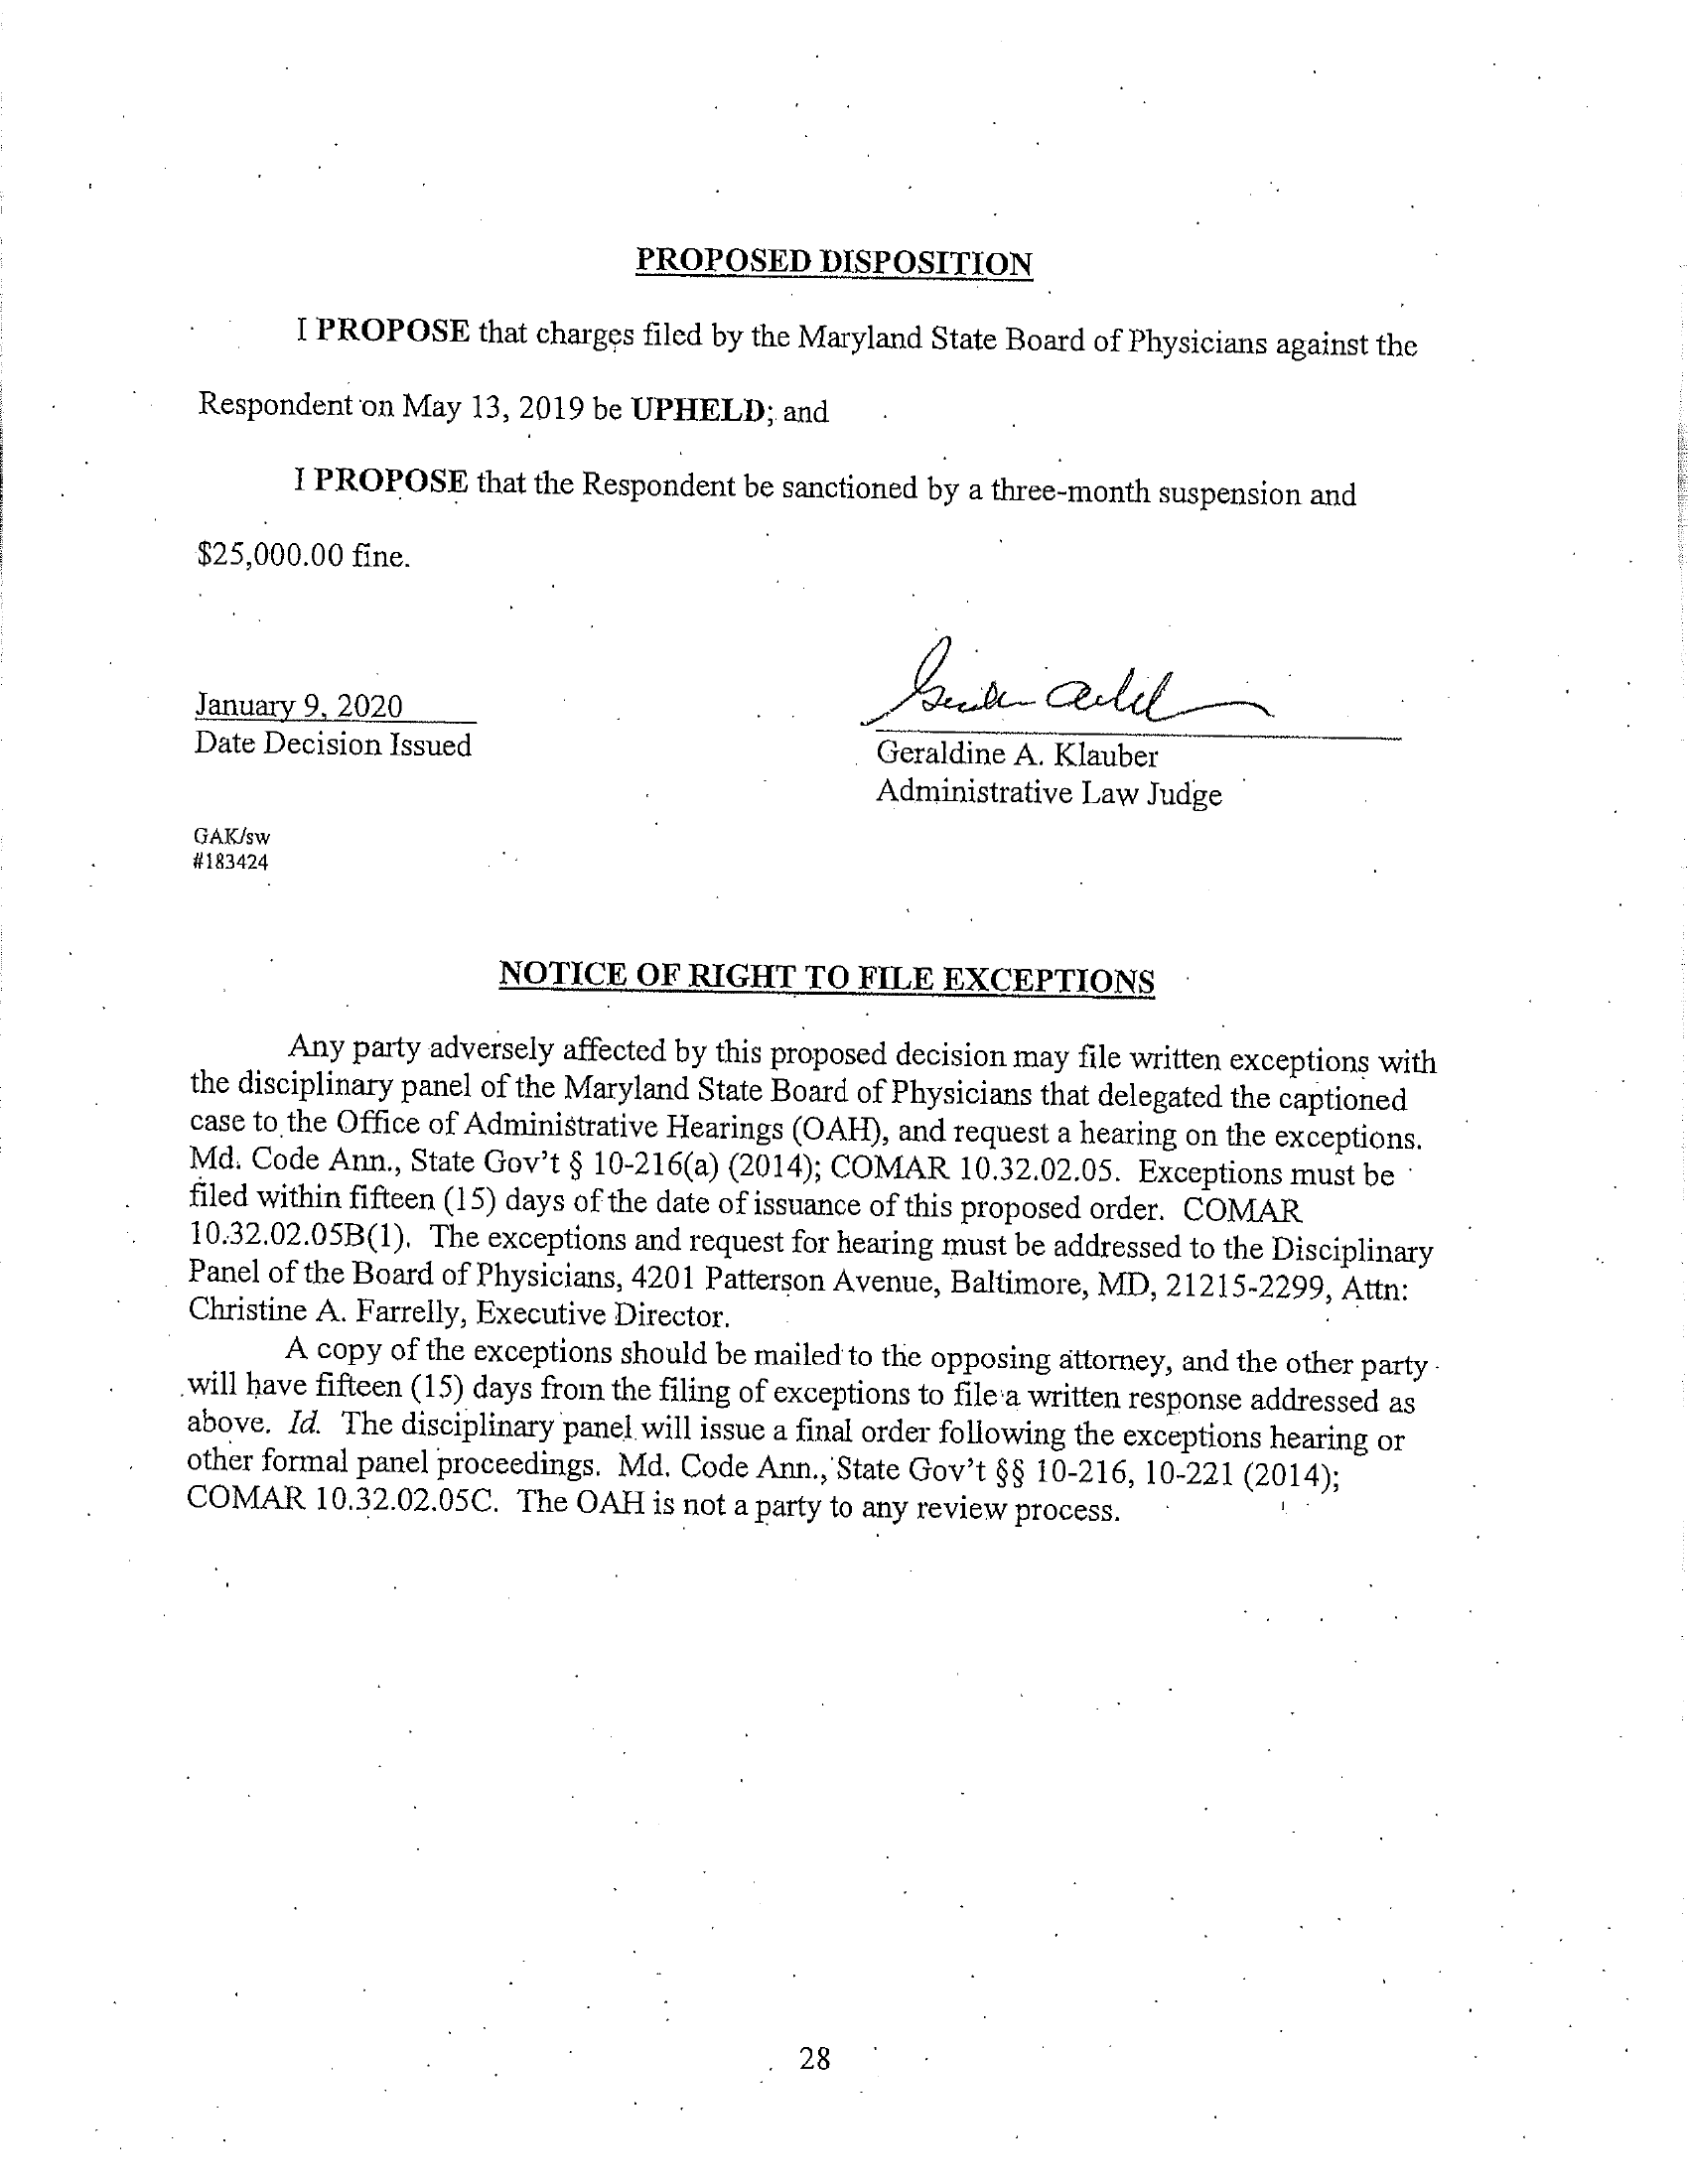 PROPOSED DISPOSITION
I PROPOSE that charges filed by the Maryland State Board of Physicians against the
Respondent on May 13, 2019 be UPHELD; and
I PROPOSE that the Respondent be sanctioned by a three-month suspension and
$25,000.00 fine.
January 9, 2020
Date Decision Issued
Geraldine A. Klauber
Administrative Law Judge
GAK/sw
#183424
NOTICE OF RIGHT TO FILE EXCEPTIONS
Any party adversely affected by this proposed decision may file written exceptions with
the disciplinary panel of the Maryland State Board of Physicians that delegated the captioned
case to the Office of Administrative Hearings (OAH), and request a hearing on the exceptions.
Md. Code Ann., State Gov't § 10-216(a) (2014); COMAR 10.32.02.05. Exceptions must be
filed within fifteen (15) days of the date of issuance of this proposed order. COMAR
10.32.02.05B(1). The exceptions and request for hearing must be addressed to the Disciplinary
Panel of the Board of Physicians, 4201 Patterson Avenue, Baltimore, MD, 21215-2299, Attn:
Christine A. Farrelly, Executive Director.
A copy of the exceptions should be mailed to the opposing attorney, and the other party
will have fifteen (15) days from the filing of exceptions to file a written response addressed as
above. Id. The disciplinary panel will issue a final order following the exceptions hearing or
other formal panel proceedings. Md. Code Ann., State Gov't §§ 10-216, 10-221 (2014);
COMAR 10.32.02.05C. The OAH is not a party to any review process.
28